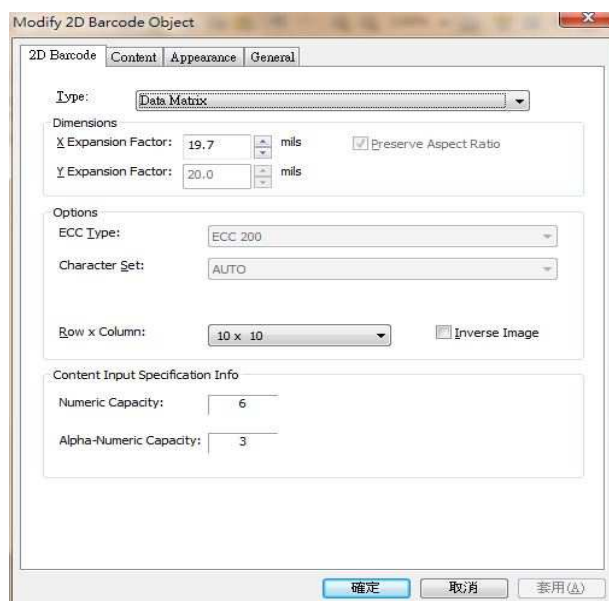 Modify 2D Barcode Object
2D Barcode Content Appearance General
Type: Data Matrix
Dimensions
X Expansion Factor: 19.7 mils Preserve Aspect Ratio
Y Expansion Factor: 20.0 mils
Options
ECC Type: ECC 200
Character Set: AUTO
Row x Column: 10 x 10 Inverse Image
Content Input Specification Info
Numeric Capacity: 6
Alpha-Numeric Capacity: 3
確定 取消 套用(A)